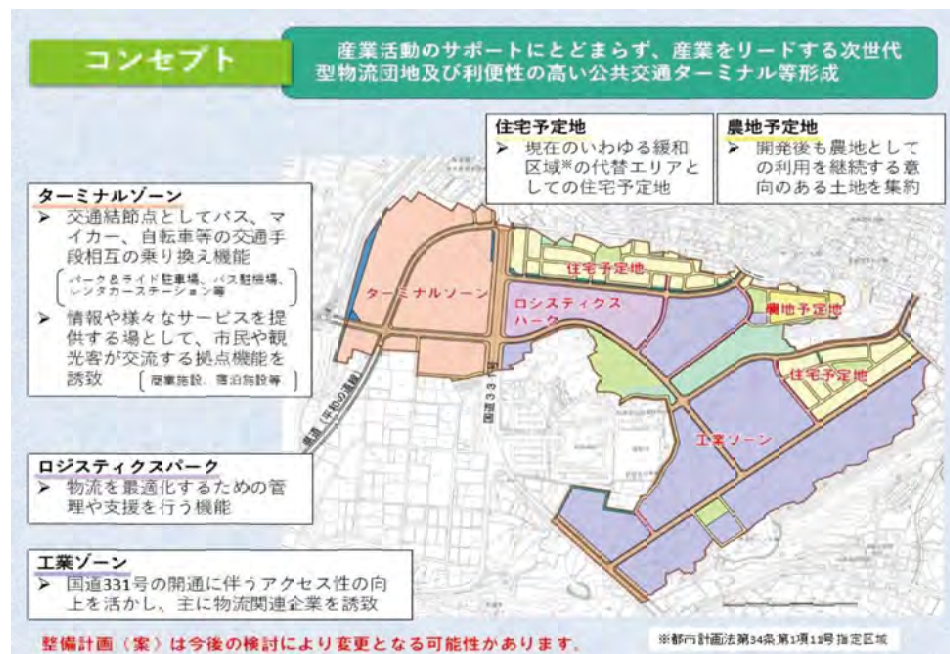 コンセプト
産業活動のサポートにとどまらず、産業をリードする次世代
型物流団地及び利便性の高い公共交通ターミナル等形成
住宅予定地
➤ 現在のいわゆる緩和
区域※の代替エリアと
しての住宅予定地
農地予定地
➤ 開発後も農地として
の利用を継続する意
向のある土地を集約
ターミナルゾーン
➤ 交通結節点としてバス、マ
イカー、自転車等の交通手
段相互の乗り換え機能
パーク&ライド駐車場、バス駐機場、
レンタカーステーション等
➤ 情報や様々なサービスを提
供する場として、市民や観
光客が交流する拠点機能を
誘致
商業施設、宿泊施設等
ロジスティクスパーク
➤ 物流を最適化するための管
理や支援を行う機能
工業ゾーン
➤ 国道331号の開通に伴うアクセス性の向
上を活かし、主に物流関連企業を誘致
住宅予定地
ターミナルゾーン
ロジスティクス
パーク
農地予定地
住宅予定地
工業ゾーン
県道(平和の道線)
整備計画(案)は今後の検討により変更となる可能性があります。
※都市計画法第34条第1項11号指定区域